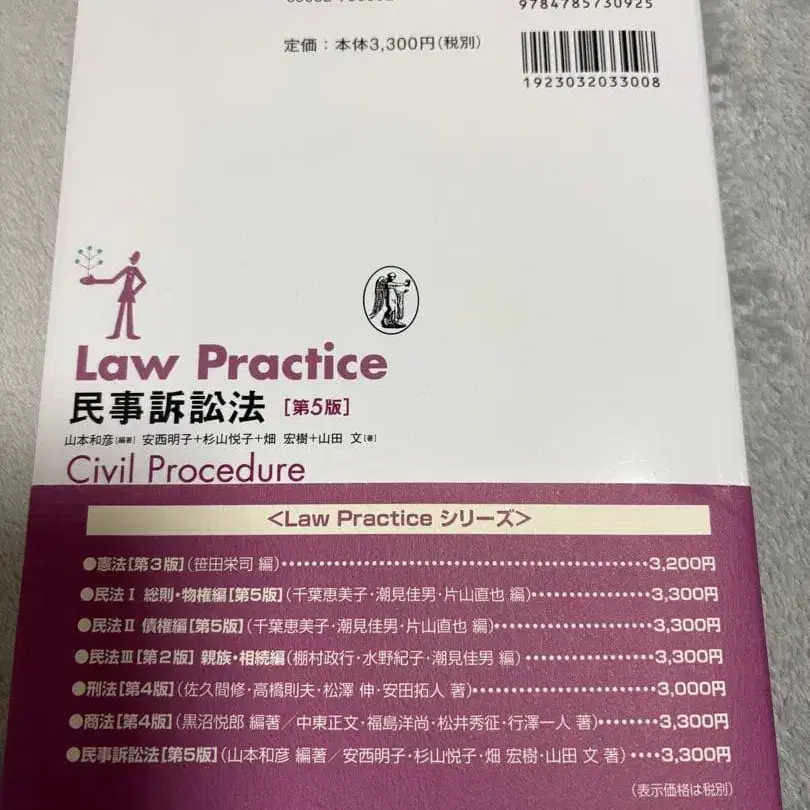 9784785730925
定価：本体3,300円(税別)
1923032033008
Law Practice
民事訴訟法［第5版］
山本和彦[編著] 安西明子+杉山悦子+畑 宏樹+山田 文[著]
Civil Procedure
<Law Practice シリーズ>
●憲法［第3版］(笹田栄司 編)……3,200円
●民法Ⅰ 総則・物権編［第5版］(千葉恵美子・潮見佳男・片山直也 編)……3,300円
●民法Ⅱ 債権編［第5版］(千葉恵美子・潮見佳男・片山直也 編)……3,300円
●民法Ⅲ［第2版］ 親族・相続編(棚村政行・水野紀子・潮見佳男 編)……3,300円
●刑法［第4版］(佐久間修・高橋則夫・松澤 伸・安田拓人 著)……3,000円
●商法［第4版］(黒沼悦郎 編著／中東正文・福島洋尚・松井秀征・行澤一人 著)……3,300円
●民事訴訟法［第5版］(山本和彦 編著／安西明子・杉山悦子・畑 宏樹・山田 文 著)……3,300円
(表示価格は税別)